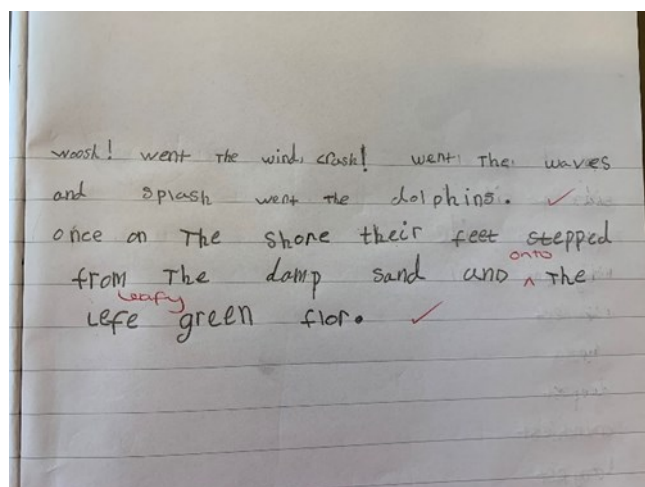 woosh! went The wind, crash! went The waves
and splash went the dolphins.
once on The shore their feet stepped
onto
from The damp sand and ^ The
Leafy
Lefe green flor.